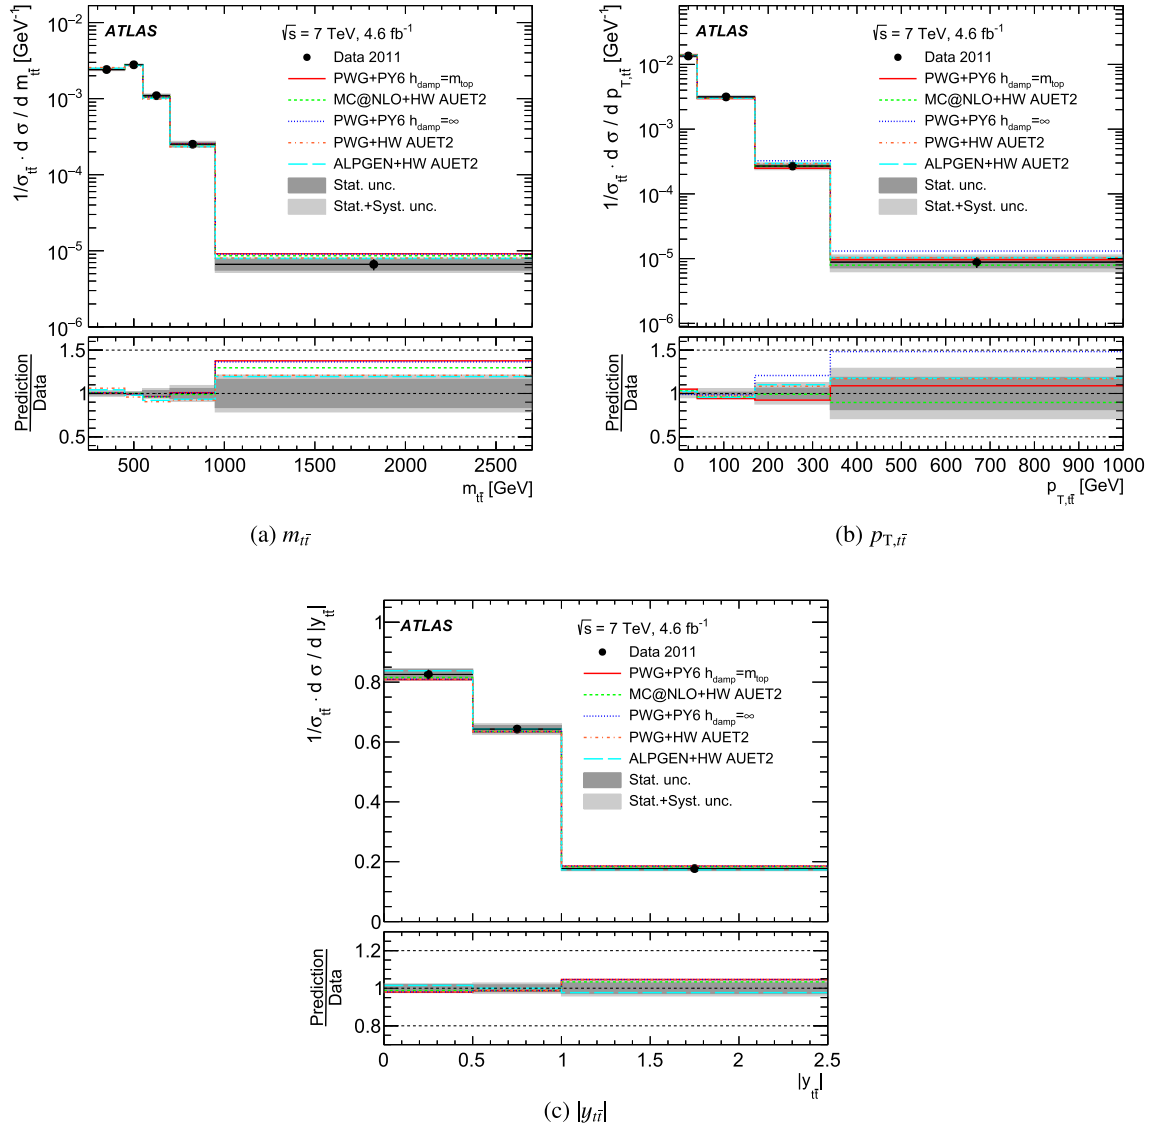 ATLAS
√s = 7 TeV, 4.6 fb⁻¹
Data 2011
PWG+PY6 h_damp=m_top
MC@NLO+HW AUET2
PWG+PY6 h_damp=∞
PWG+HW AUET2
ALPGEN+HW AUET2
Stat. unc.
Stat.+Syst. unc.
1/σ_tt̄ · d σ / d m_tt̄ [GeV⁻¹]
10⁻²
10⁻³
10⁻⁴
10⁻⁵
10⁻⁶
Prediction
Data
1.5
1
0.5
500 1000 1500 2000 2500
m_tt̄ [GeV]
(a) m_tt̄
ATLAS
√s = 7 TeV, 4.6 fb⁻¹
Data 2011
PWG+PY6 h_damp=m_top
MC@NLO+HW AUET2
PWG+PY6 h_damp=∞
PWG+HW AUET2
ALPGEN+HW AUET2
Stat. unc.
Stat.+Syst. unc.
1/σ_tt̄ · d σ / d p_T,tt̄ [GeV⁻¹]
10⁻²
10⁻³
10⁻⁴
10⁻⁵
10⁻⁶
Prediction
Data
1.5
1
0.5
0 100 200 300 400 500 600 700 800 900 1000
p_T,tt̄ [GeV]
(b) p_T,tt̄
ATLAS
√s = 7 TeV, 4.6 fb⁻¹
Data 2011
PWG+PY6 h_damp=m_top
MC@NLO+HW AUET2
PWG+PY6 h_damp=∞
PWG+HW AUET2
ALPGEN+HW AUET2
Stat. unc.
Stat.+Syst. unc.
1/σ_tt̄ · d σ / d |y_tt̄|
1
0.8
0.6
0.4
0.2
0
Prediction
Data
1.2
1
0.8
0 0.5 1 1.5 2 2.5
|y_tt̄|
(c) |y_tt̄|